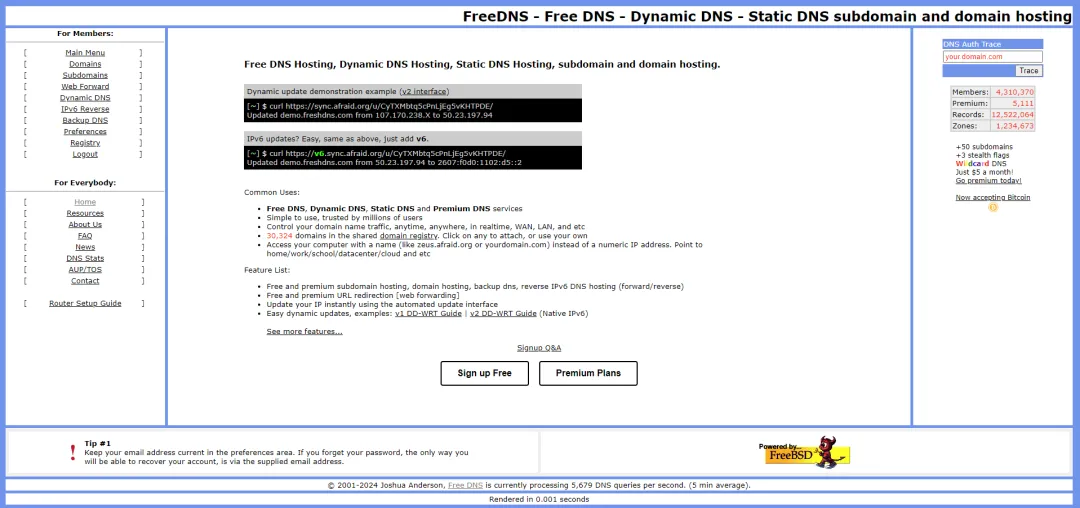 FreeDNS - Free DNS - Dynamic DNS - Static DNS subdomain and domain hosting
For Members:
[ Main Menu ]
[ Domains ]
[ Subdomains ]
[ Web Forward ]
[ Dynamic DNS ]
[ IPv6 Reverse ]
[ Backup DNS ]
[ Preferences ]
[ Registry ]
[ Logout ]
For Everybody:
[ Home ]
[ Resources ]
[ About Us ]
[ FAQ ]
[ News ]
[ DNS Stats ]
[ AUP/TOS ]
[ Contact ]
[ Router Setup Guide ]
Free DNS Hosting, Dynamic DNS Hosting, Static DNS Hosting, subdomain and domain hosting.
Dynamic update demonstration example (v2 interface)
[~] $ curl https://sync.afraid.org/u/CyTXMbtq5cPnLjEg5vKHTPDE/
Updated demo.freshdns.com from 107.170.238.X to 50.23.197.94
IPv6 updates? Easy, same as above, just add v6.
[~] $ curl https://v6.sync.afraid.org/u/CyTXMbtq5cPnLjEg5vKHTPDE/
Updated demo.freshdns.com from 50.23.197.94 to 2607:f0d0:1102:d5::2
Common Uses:
• Free DNS, Dynamic DNS, Static DNS and Premium DNS services
• Simple to use, trusted by millions of users
• Control your domain name traffic, anytime, anywhere, in realtime, WAN, LAN, and etc
• 30,324 domains in the shared domain registry. Click on any to attach, or use your own
• Access your computer with a name (like zeus.afraid.org or yourdomain.com) instead of a numeric IP address. Point to
home/work/school/datacenter/cloud and etc
Feature List:
• Free and premium subdomain hosting, domain hosting, backup dns, reverse IPv6 DNS hosting (forward/reverse)
• Free and premium URL redirection [web forwarding]
• Update your IP instantly using the automated update interface
• Easy dynamic updates, examples: v1 DD-WRT Guide | v2 DD-WRT Guide (Native IPv6)
See more features...
Signup Q&A
Sign up Free
Premium Plans
DNS Auth Trace
your.domain.com
Trace
Members: 4,310,370
Premium: 5,111
Records: 12,522,064
Zones: 1,234,673
+50 subdomains
+3 stealth flags
Wildcard DNS
Just $5 a month!
Go premium today!
Now accepting Bitcoin
! Tip #1
Keep your email address current in the preferences area. If you forget your password, the only way you
will be able to recover your account, is via the supplied email address.
Powered by...
FreeBSD
© 2001-2024 Joshua Anderson, Free DNS is currently processing 5,679 DNS queries per second. (5 min average).
Rendered in 0.001 seconds